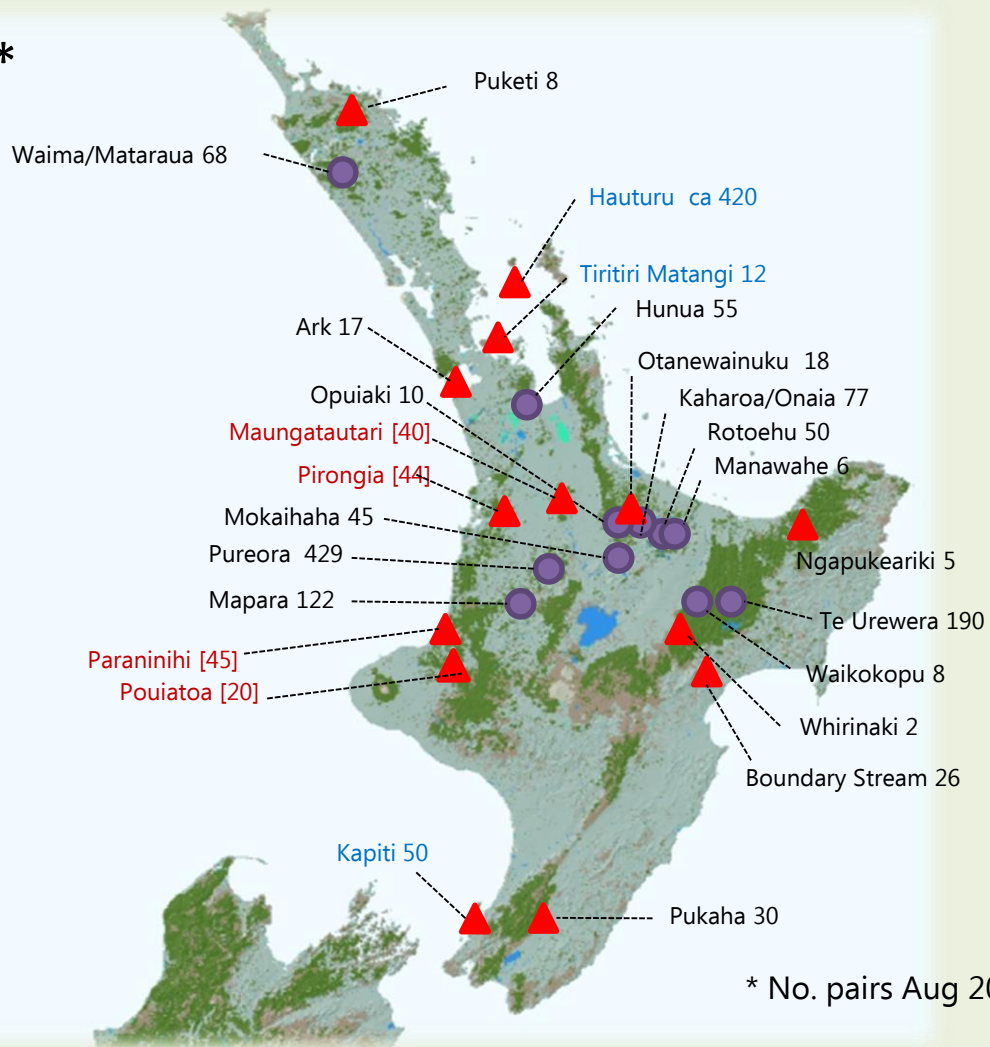 *
Puketi 8
Waima/Mataraua 68
Hauturu ca 420
Tiritiri Matangi 12
Hunua 55
Ark 17
Otanewainuku 18
Opuiaki 10
Kaharoa/Onaia 77
Maungatautari [40]
Rotoehu 50
Pirongia [44]
Manawahe 6
Mokaihaha 45
Pureora 429
Ngapukeariki 5
Mapara 122
Te Urewera 190
Paraninihi [45]
Waikokopu 8
Pouiatoa [20]
Whirinaki 2
Boundary Stream 26
Kapiti 50
Pukaha 30
* No. pairs Aug